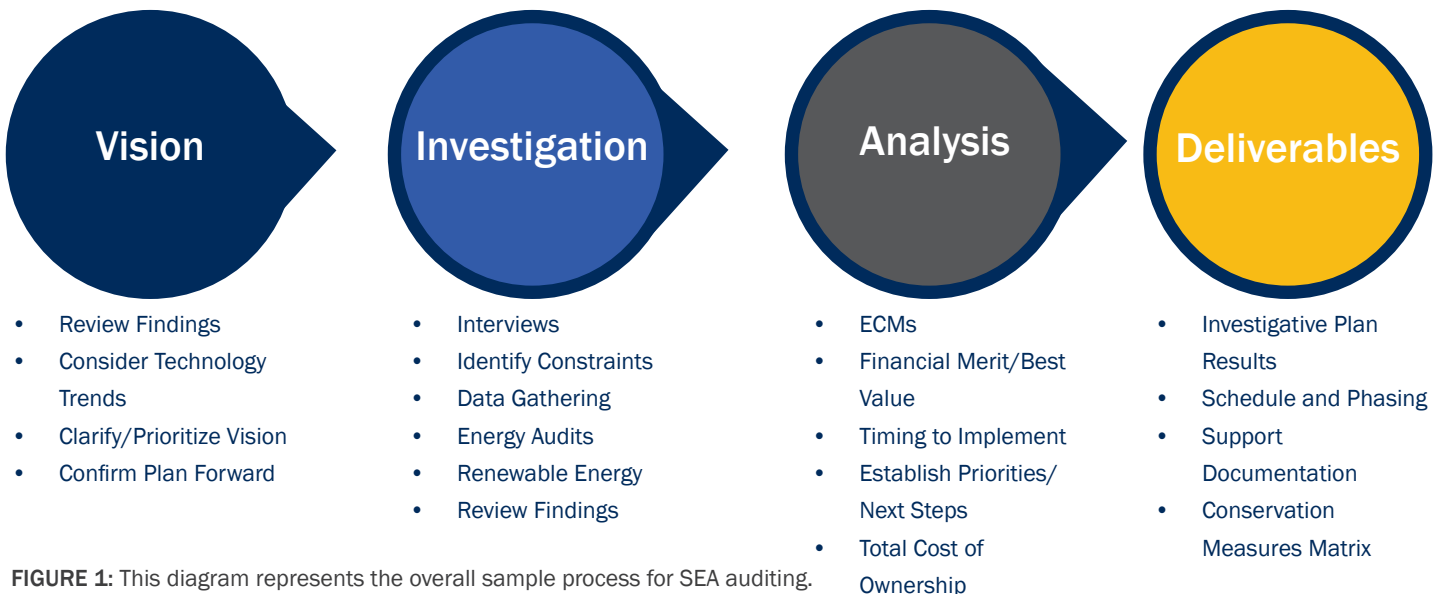 Vision
• Review Findings
• Consider Technology
Trends
• Clarify/Prioritize Vision
• Confirm Plan Forward
Investigation
• Interviews
• Identify Constraints
• Data Gathering
• Energy Audits
• Renewable Energy
• Review Findings
Analysis
• ECMs
• Financial Merit/Best
Value
• Timing to Implement
• Establish Priorities/
Next Steps
• Total Cost of
Ownership
Deliverables
• Investigative Plan
Results
• Schedule and Phasing
• Support
Documentation
• Conservation
Measures Matrix
FIGURE 1: This diagram represents the overall sample process for SEA auditing.